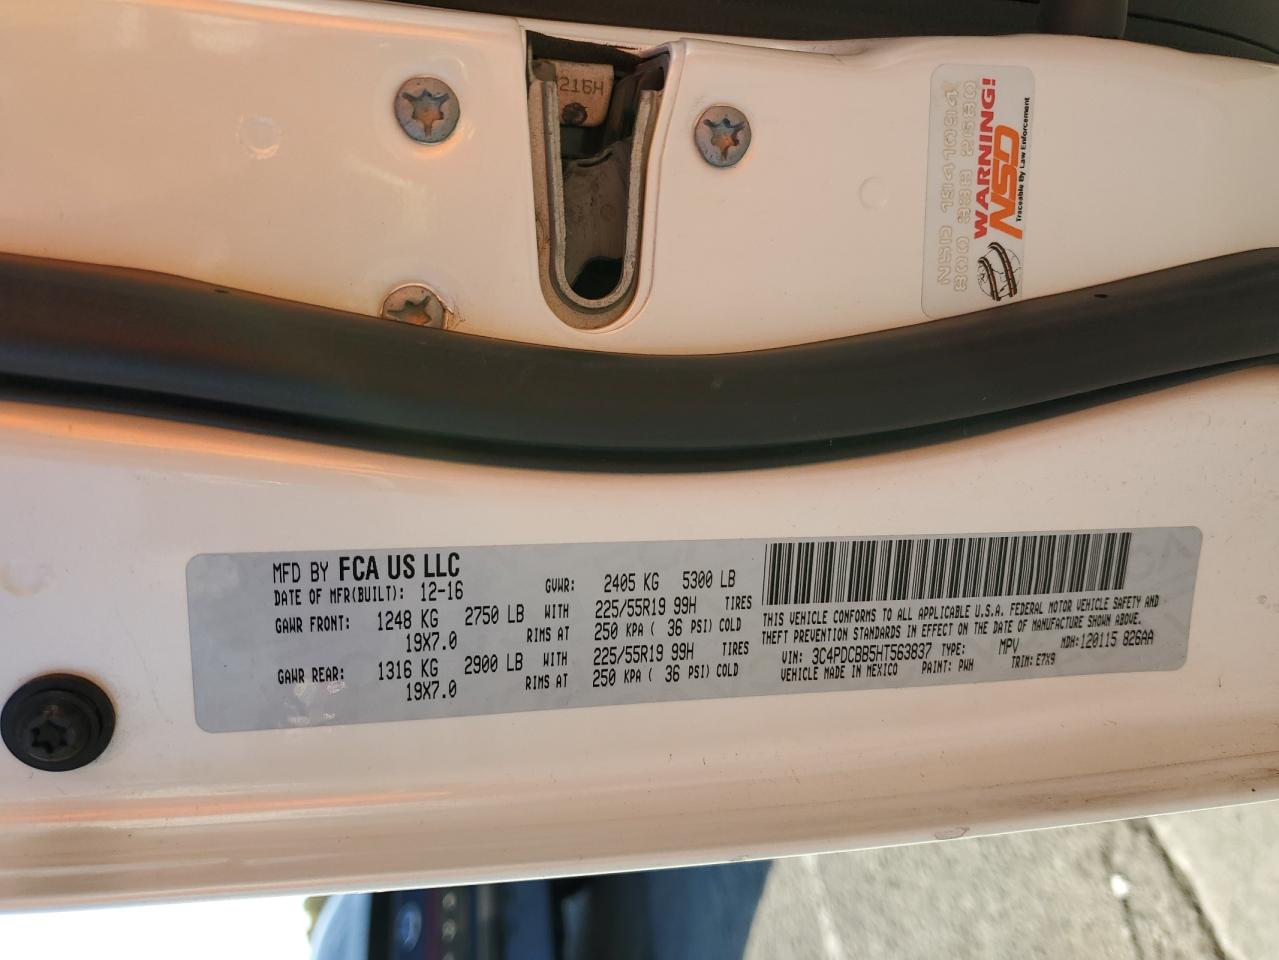 216H
NSD 15141094
800 338 2680
WARNING!
NSD
Traceable By Law Enforcement
MFD BY FCA US LLC
DATE OF MFR(BUILT): 12-16 GVWR: 2405 KG 5300 LB
GAWR FRONT: 1248 KG 2750 LB WITH 225/55R19 99H TIRES
19X7.0 RIMS AT 250 KPA ( 36 PSI) COLD
GAWR REAR: 1316 KG 2900 LB WITH 225/55R19 99H TIRES
19X7.0 RIMS AT 250 KPA ( 36 PSI) COLD
THIS VEHICLE CONFORMS TO ALL APPLICABLE U.S.A. FEDERAL MOTOR VEHICLE SAFETY AND
THEFT PREVENTION STANDARDS IN EFFECT ON THE DATE OF MANUFACTURE SHOWN ABOVE.
VIN: 3C4PDCBB5HT563837 TYPE: MPV MDH: 120115 826AA
VEHICLE MADE IN MEXICO PAINT: PWH TRIM: E7X9